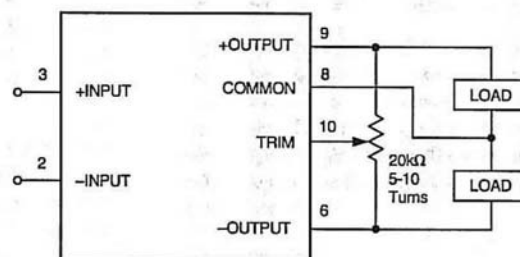 +OUTPUT
9
COMMON
8
3
+INPUT
LOAD
TRIM
10
20kΩ
5-10
Turns
2
-INPUT
LOAD
-OUTPUT
6